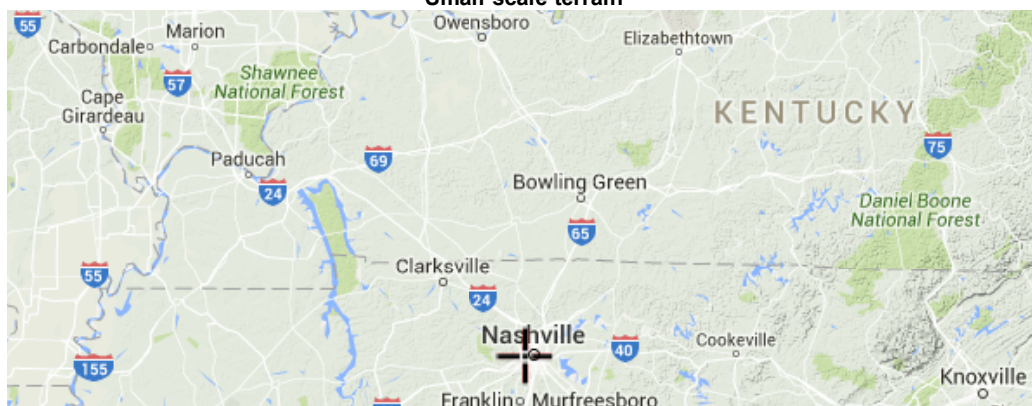 Small scale terrain
55
Marion
Carbondale
Owensboro
Elizabethtown
57
Shawnee
National Forest
Cape
Girardeau
KENTUCKY
Paducah
69
75
24
Bowling Green
Daniel Boone
National Forest
65
55
Clarksville
24
Nashville
40
Cookeville
155
Knoxville
Franklin
Murfreesboro